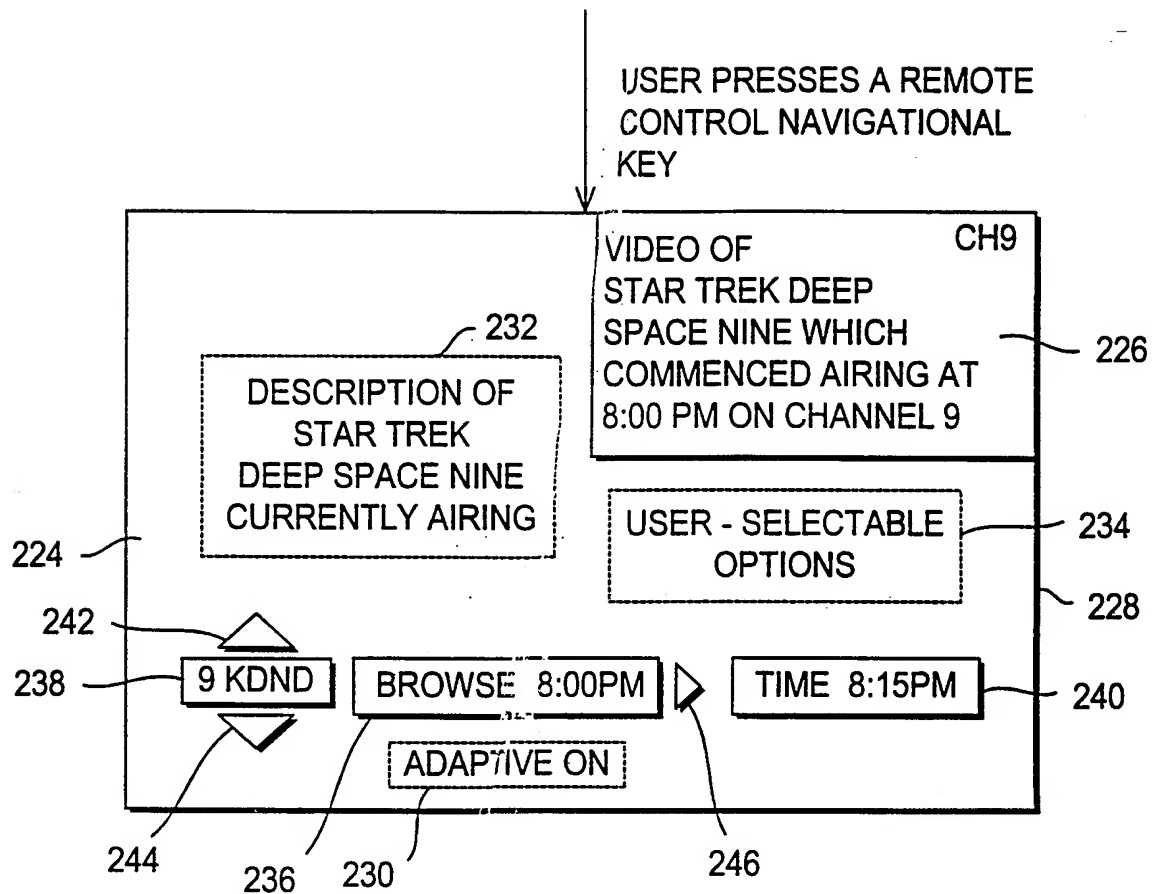 USER PRESSES A REMOTE
CONTROL NAVIGATIONAL
KEY
CH9
VIDEO OF
STAR TREK DEEP
SPACE NINE WHICH
COMMENCED AIRING AT
8:00 PM ON CHANNEL 9
226
232
DESCRIPTION OF
STAR TREK
DEEP SPACE NINE
CURRENTLY AIRING
USER - SELECTABLE
OPTIONS
234
224
228
242
238
9 KDND
BROWSE 8:00PM
TIME 8:15PM
240
ADAPTIVE ON
244
236
230
246